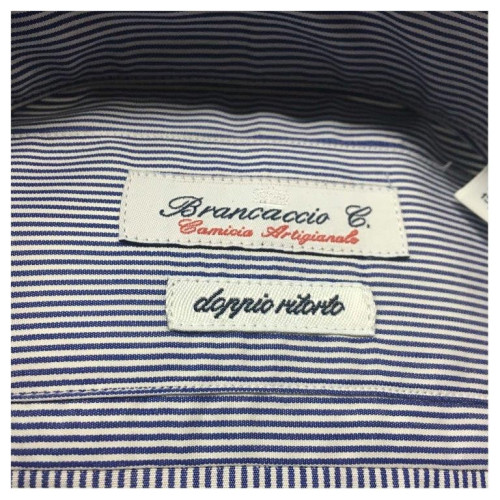 Brancaccio C.
Camicia Artigianale
doppio ritorto